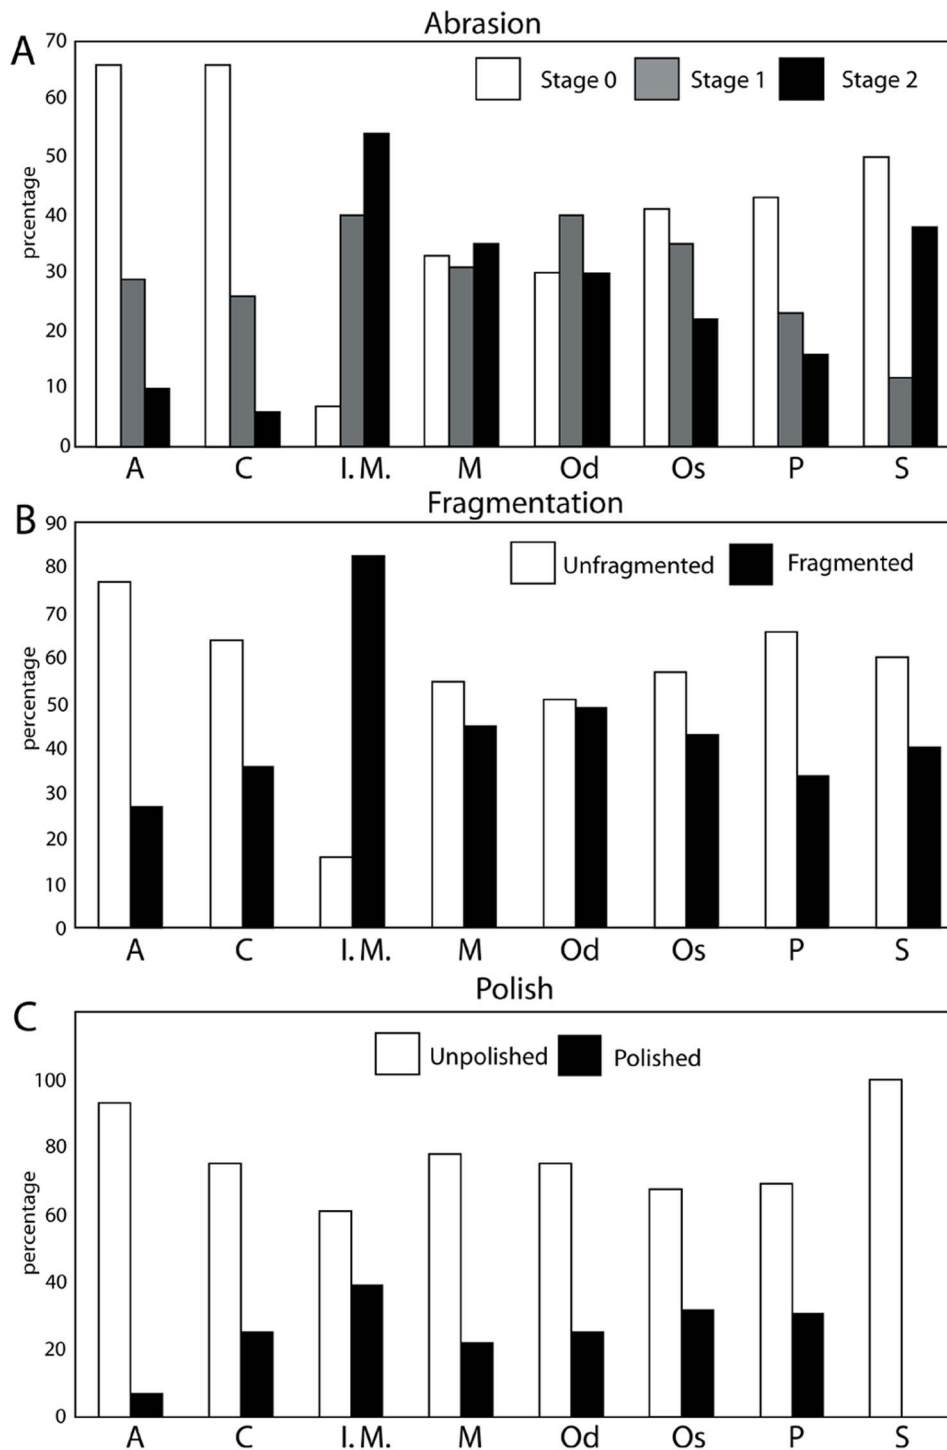 Abrasion
A
70
Stage 0 Stage 1 Stage 2
60
50
40
30
20
10
0
prcentage
A C I. M. M Od Os P S
Fragmentation
B
90
Unfragmented Fragmented
80
70
60
50
40
30
20
10
0
percentage
A C I. M. M Od Os P S
Polish
C
Unpolished Polished
100
80
60
40
20
0
percentage
A C I. M. M Od Os P S